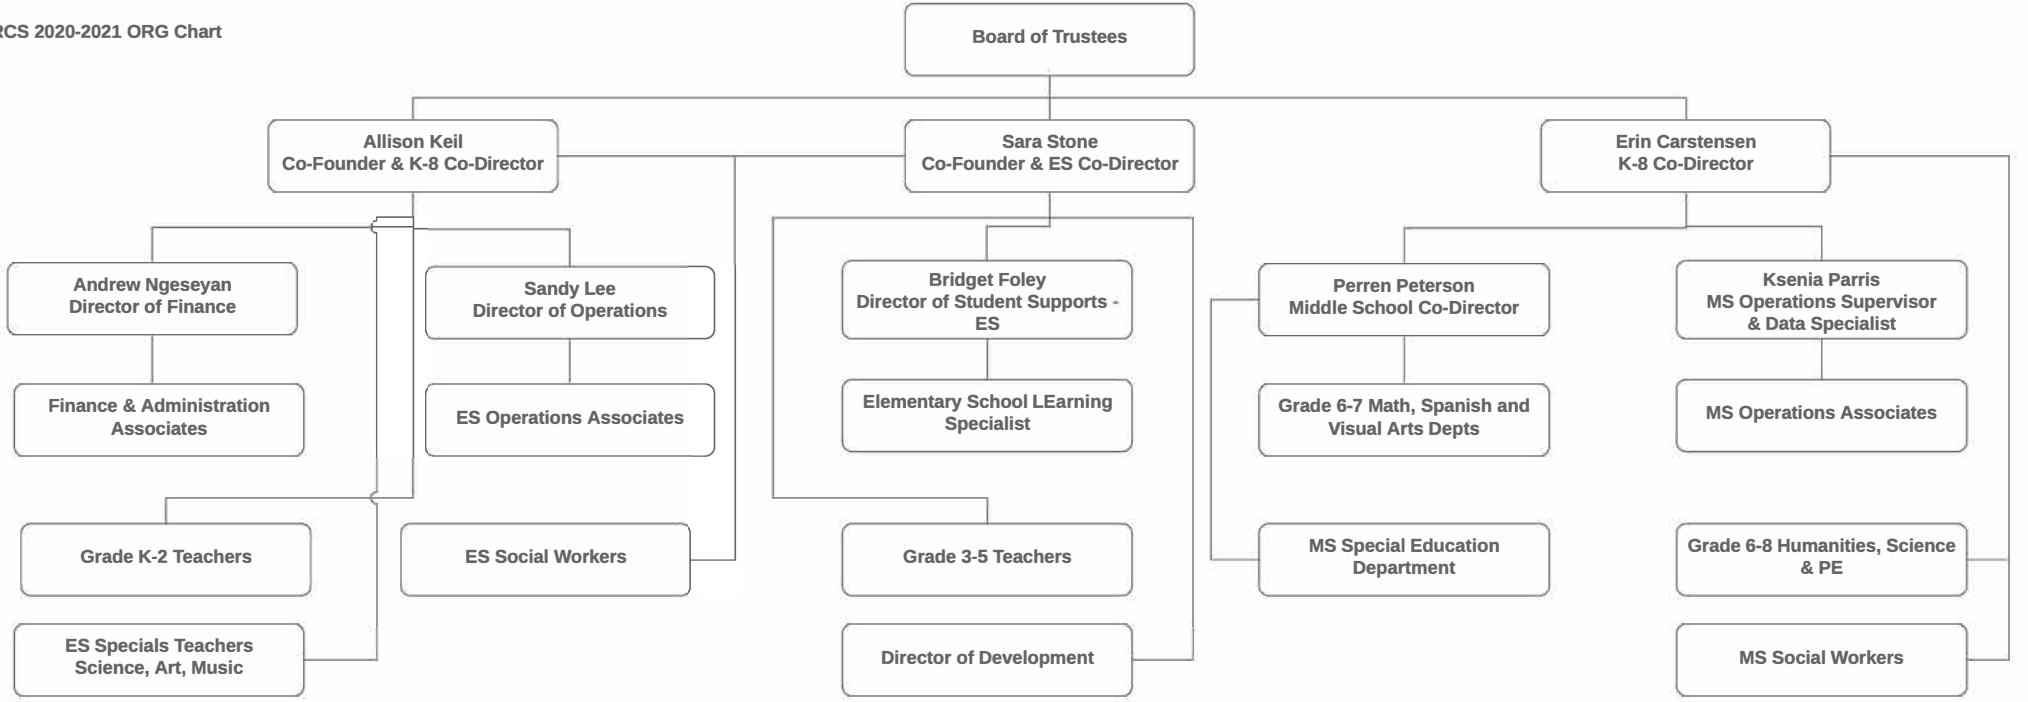 RCS 2020-2021 ORG Chart
Board of Trustees
Allison Keil
Co-Founder & K-8 Co-Director
Sara Stone
Co-Founder & ES Co-Director
Erin Carstensen
K-8 Co-Director
Andrew Ngeseyan
Director of Finance
Sandy Lee
Director of Operations
Bridget Foley
Director of Student Supports -
ES
Perren Peterson
Middle School Co-Director
Ksenia Parris
MS Operations Supervisor
& Data Specialist
Finance & Administration
Associates
ES Operations Associates
Elementary School LEarning
Specialist
Grade 6-7 Math, Spanish and
Visual Arts Depts
MS Operations Associates
Grade K-2 Teachers
ES Social Workers
Grade 3-5 Teachers
MS Special Education
Department
Grade 6-8 Humanities, Science
& PE
ES Specials Teachers
Science, Art, Music
Director of Development
MS Social Workers